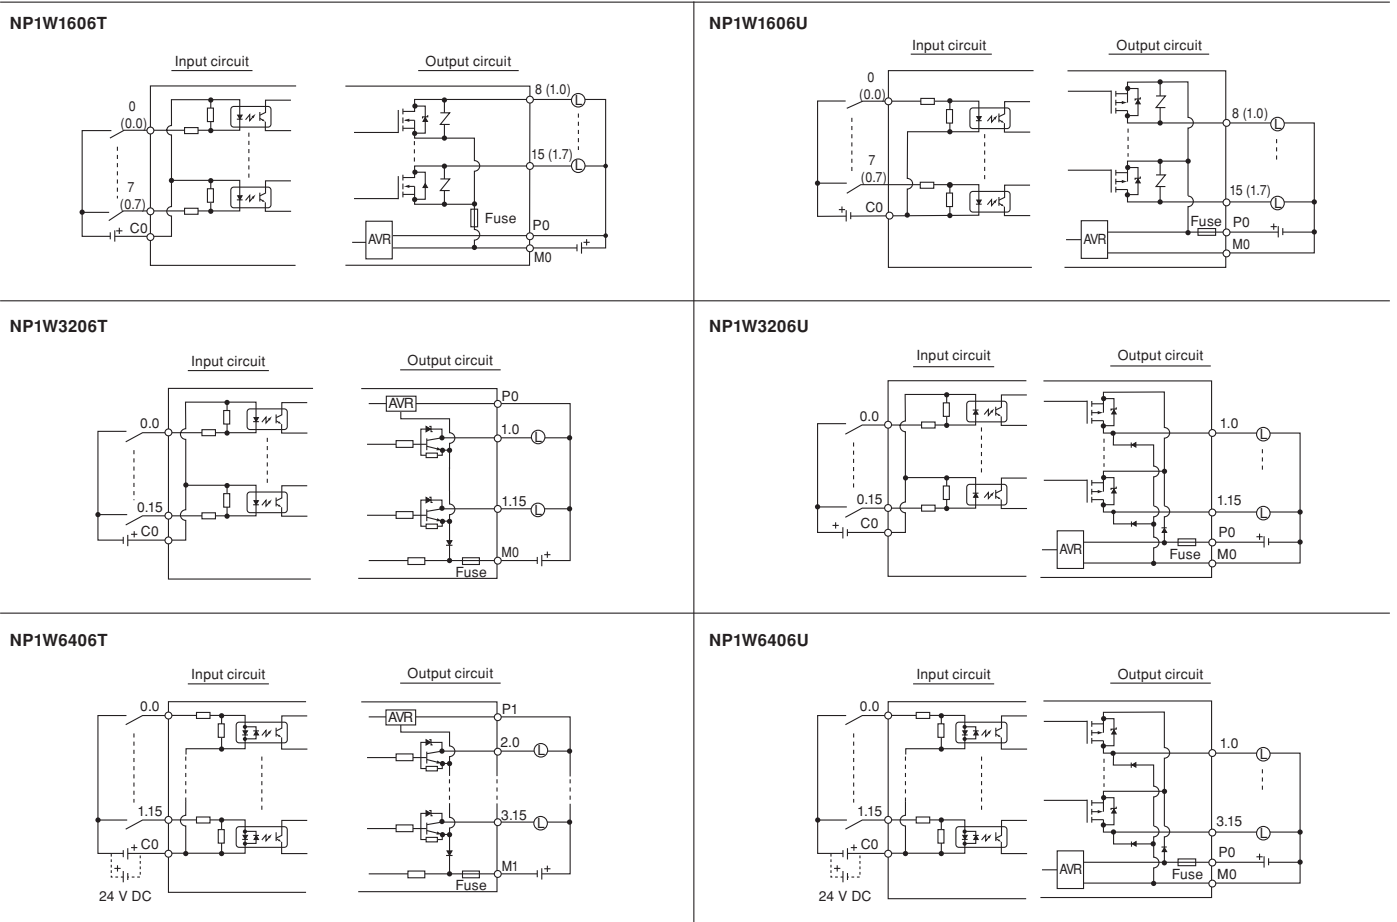 NP1W1606T
Input circuit
Output circuit
0
(0.0)
7
(0.7)
+ C0
8 (1.0)
L
15 (1.7)
L
Fuse
AVR
P0
+
M0
NP1W1606U
Input circuit
Output circuit
0
(0.0)
7
(0.7)
+ C0
8 (1.0)
L
15 (1.7)
L
Fuse
P0
AVR
+
M0
NP1W3206T
Input circuit
Output circuit
0.0
0.15
+ C0
AVR
P0
1.0
L
1.15
L
M0
+
Fuse
NP1W3206U
Input circuit
Output circuit
0.0
0.15
+ C0
1.0
L
1.15
L
P0
AVR
Fuse
+
M0
NP1W6406T
Input circuit
Output circuit
0.0
1.15
+ C0
+
24 V DC
AVR
P1
2.0
L
3.15
L
M1
+
Fuse
NP1W6406U
Input circuit
Output circuit
0.0
1.15
+ C0
+
24 V DC
1.0
L
3.15
L
P0
AVR
Fuse
+
M0